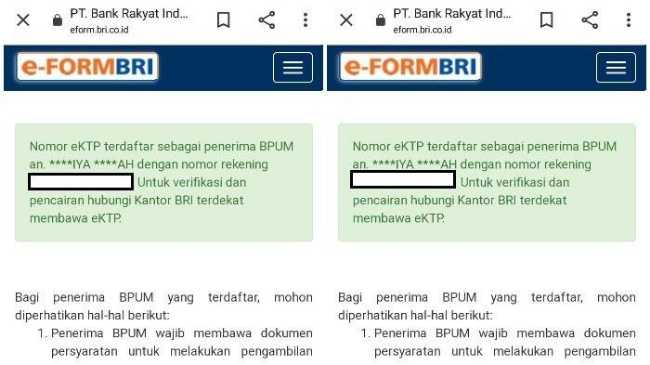 PT. Bank Rakyat Ind...
eform.bri.co.id
e-FORMBRI
Nomor eKTP terdaftar sebagai penerima BPUM
an. ****IYA ****AH dengan nomor rekening
Untuk verifikasi dan
pencairan hubungi Kantor BRI terdekat
membawa eKTP.
Bagi penerima BPUM yang terdaftar, mohon
diperhatikan hal-hal berikut:
1. Penerima BPUM wajib membawa dokumen
persyaratan untuk melakukan pengambilan
PT. Bank Rakyat Ind...
eform.bri.co.id
e-FORMBRI
Nomor eKTP terdaftar sebagai penerima BPUM
an. ****IYA ****AH dengan nomor rekening
Untuk verifikasi dan
pencairan hubungi Kantor BRI terdekat
membawa eKTP.
Bagi penerima BPUM yang terdaftar, mohon
diperhatikan hal-hal berikut:
1. Penerima BPUM wajib membawa dokumen
persyaratan untuk melakukan pengambilan